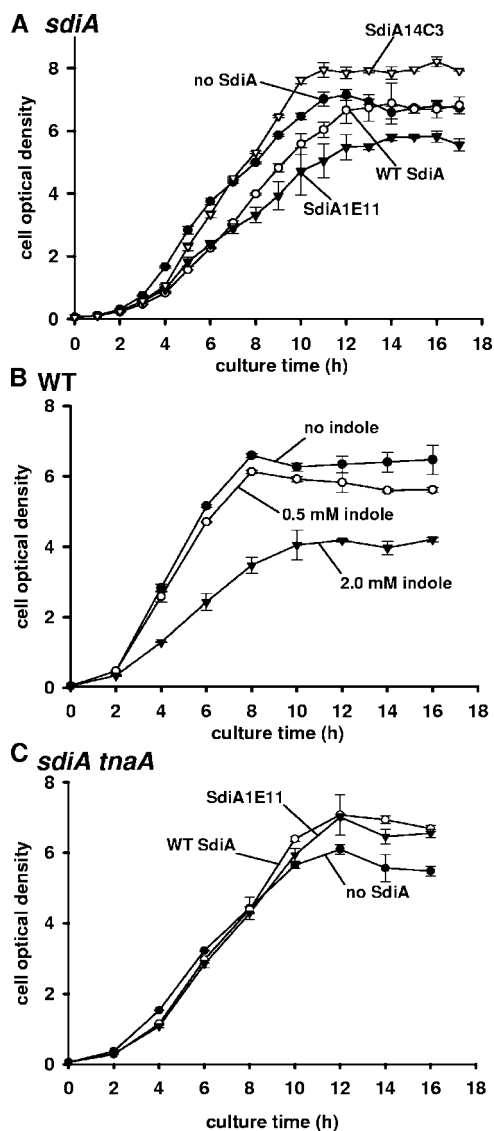 A sdiA
SdiA14C3
no SdiA
WT SdiA
SdiA1E11
8
6
4
2
0
cell optical density
0 2 4 6 8 10 12 14 16 18
culture time (h)
B WT
no indole
0.5 mM indole
2.0 mM indole
8
6
4
2
0
cell optical density
0 2 4 6 8 10 12 14 16 18
culture time (h)
C sdiA tnaA
SdiA1E11
WT SdiA
no SdiA
8
6
4
2
0
cell optical density
0 2 4 6 8 10 12 14 16 18
culture time (h)